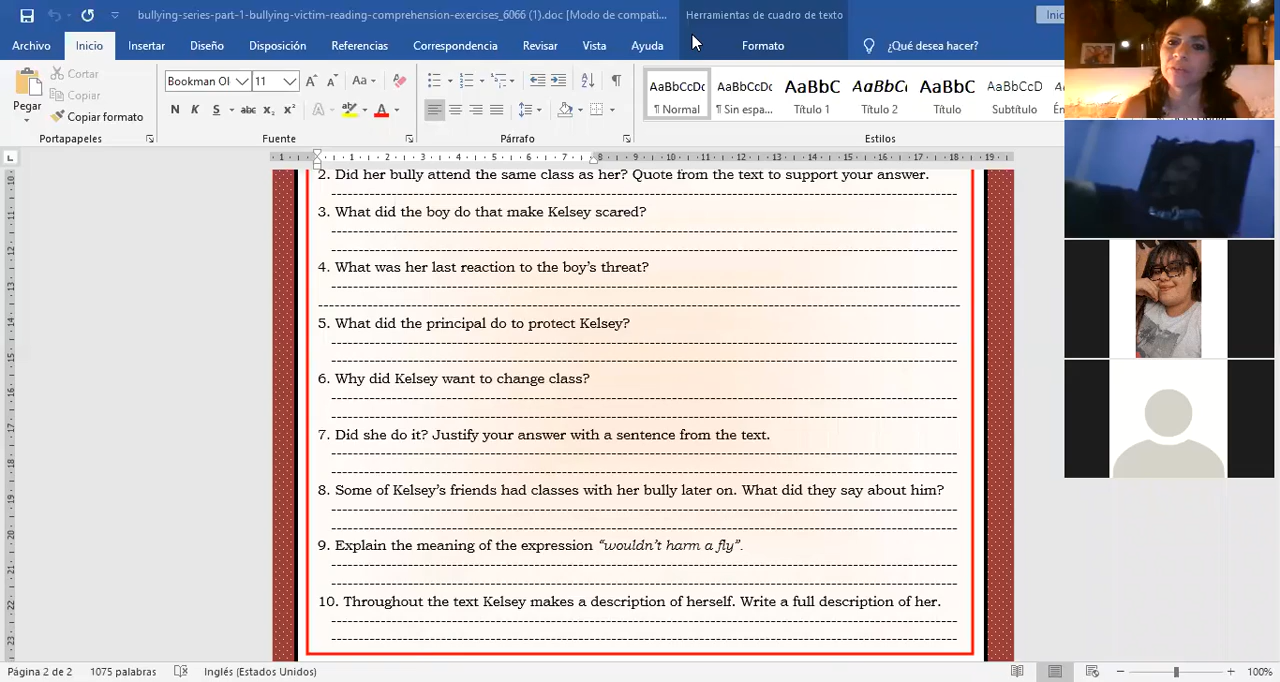 bullying-series-part-1-bullying-victim-reading-comprehension-exercises_6066 (1).doc [Modo de compati...
Herramientas de cuadro de texto
Inic
Archivo
Inicio
Insertar
Diseño
Disposición
Referencias
Correspondencia
Revisar
Vista
Ayuda
Formato
¿Qué desea hacer?
Pegar
Cortar
Copiar
Copiar formato
Portapapeles
Bookman Ol
11
Fuente
Párrafo
AaBbCcDc
¶ Normal
AaBbCcDc
¶ Sin espa...
AaBbC
Título 1
AaBbCc
Título 2
AaBbC
Título
AaBbCcD
Subtítulo
Estilos
2. Did her bully attend the same class as her? Quote from the text to support your answer.
3. What did the boy do that make Kelsey scared?
4. What was her last reaction to the boy's threat?
5. What did the principal do to protect Kelsey?
6. Why did Kelsey want to change class?
7. Did she do it? Justify your answer with a sentence from the text.
8. Some of Kelsey's friends had classes with her bully later on. What did they say about him?
9. Explain the meaning of the expression "wouldn't harm a fly".
10. Throughout the text Kelsey makes a description of herself. Write a full description of her.
Página 2 de 2
1075 palabras
Inglés (Estados Unidos)
100%